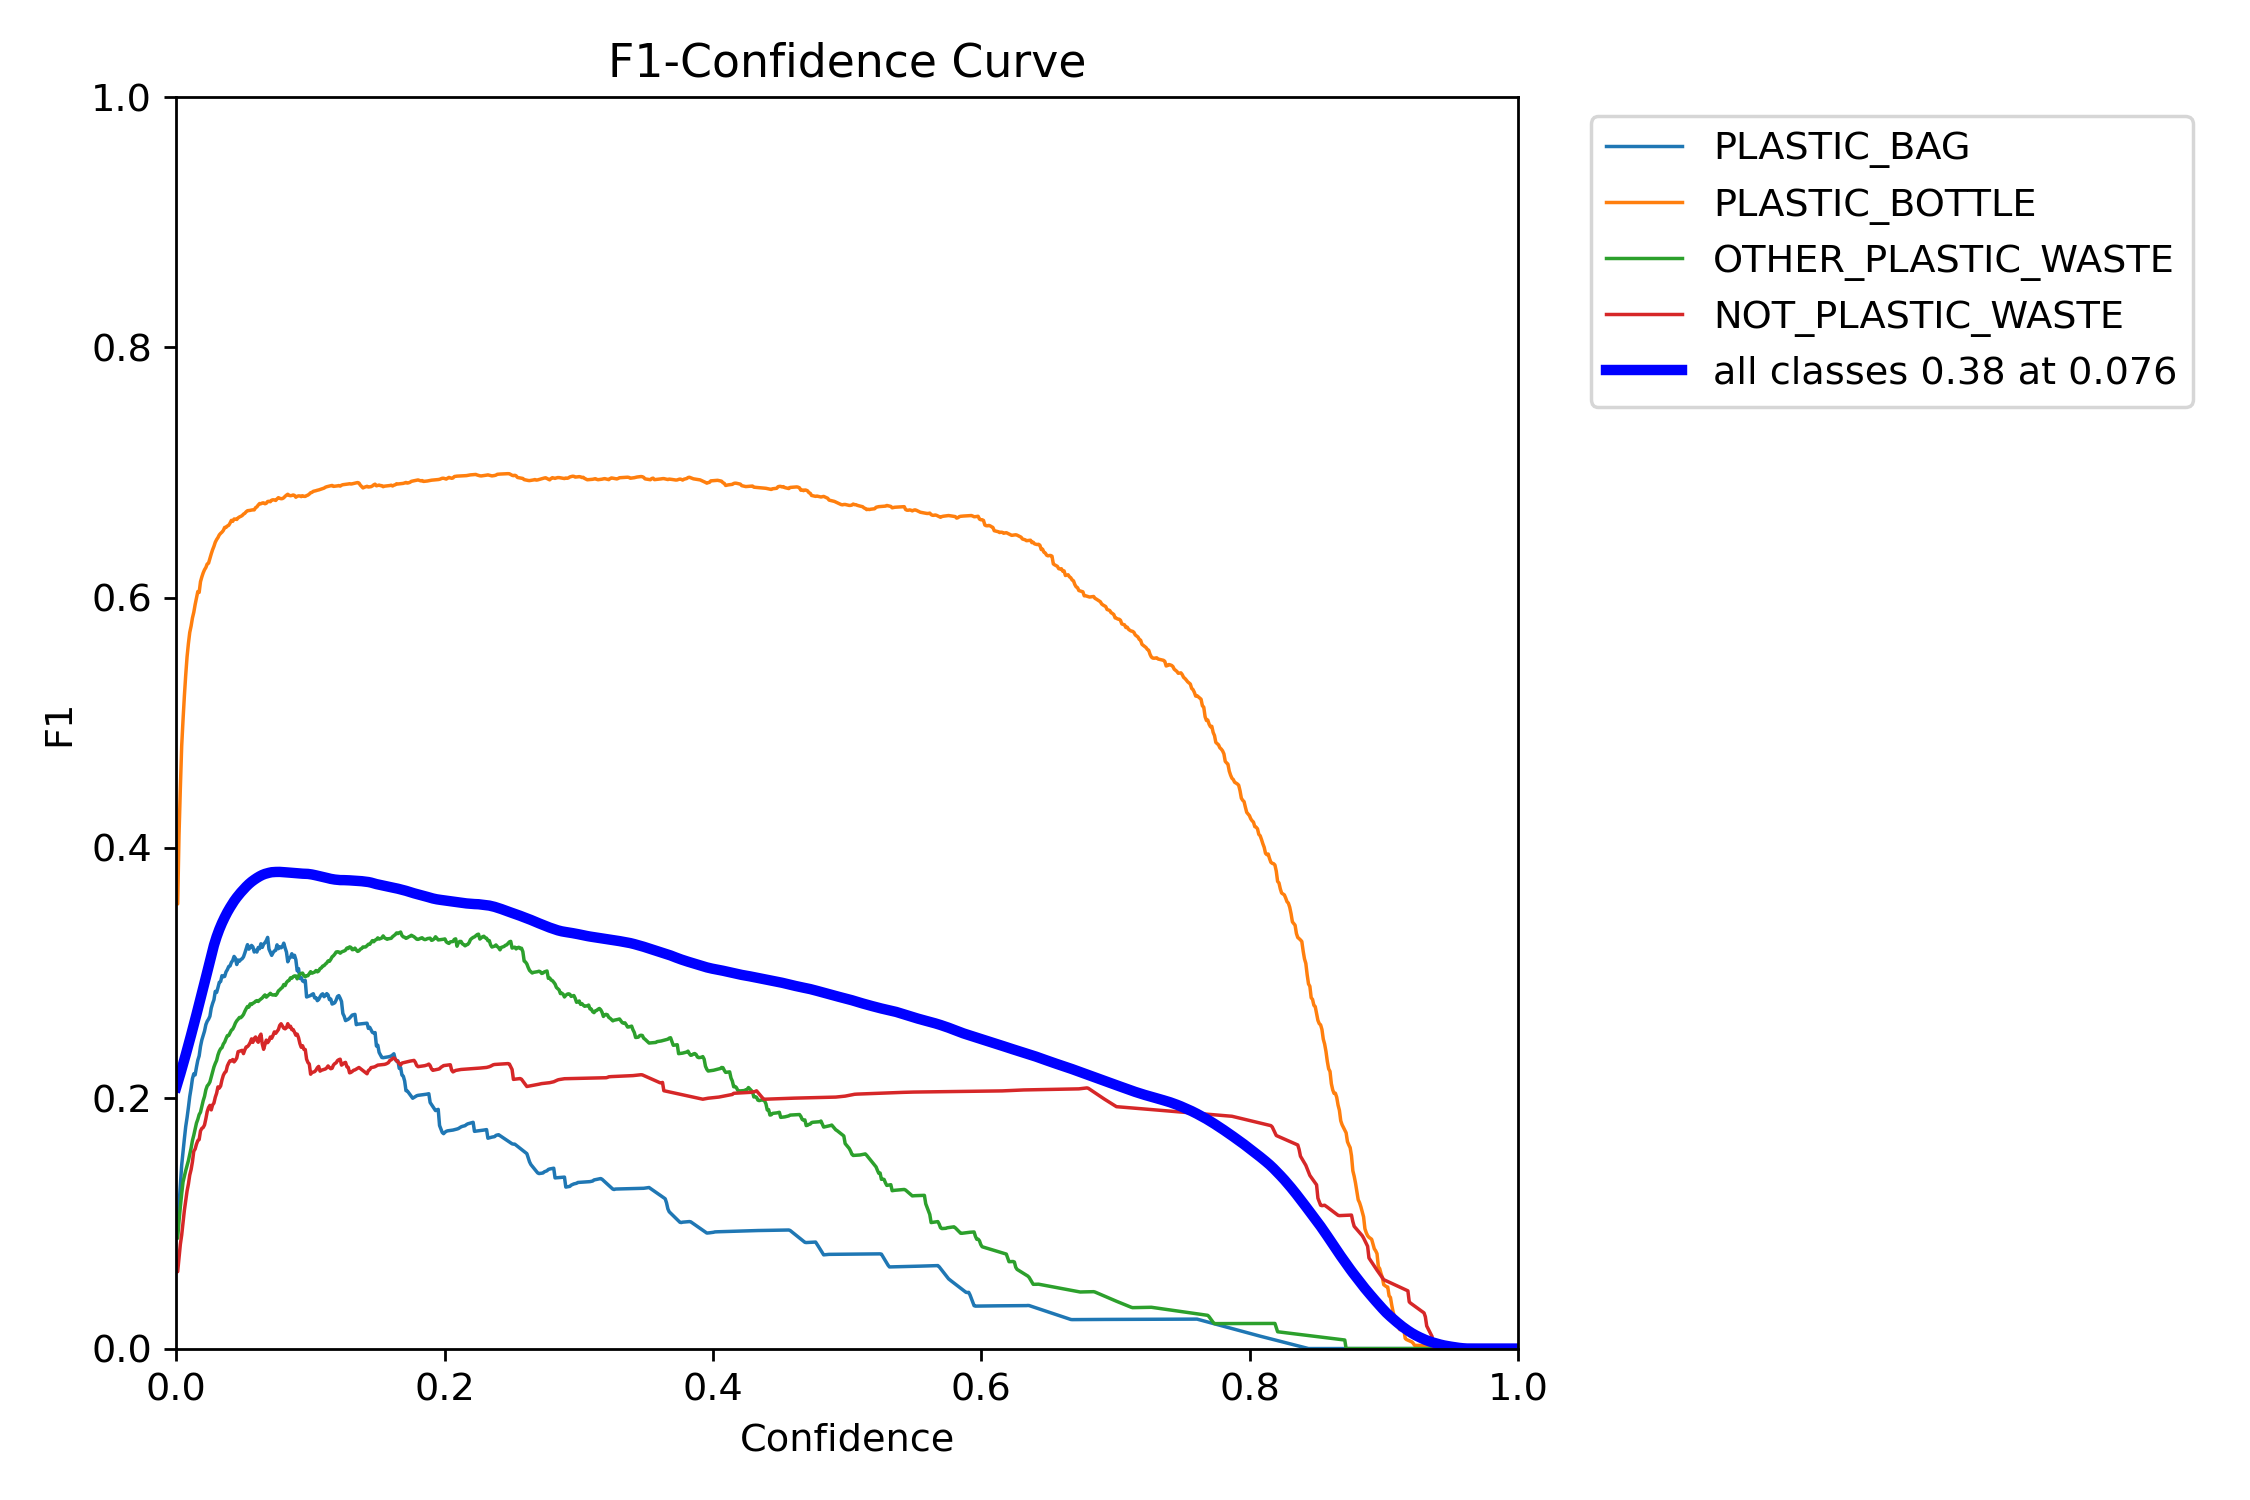 F1-Confidence Curve
1.0
0.8
0.6
0.4
0.2
0.0
F1
0.0 0.2 0.4 0.6 0.8 1.0
Confidence
PLASTIC_BAG
PLASTIC_BOTTLE
OTHER_PLASTIC_WASTE
NOT_PLASTIC_WASTE
all classes 0.38 at 0.076